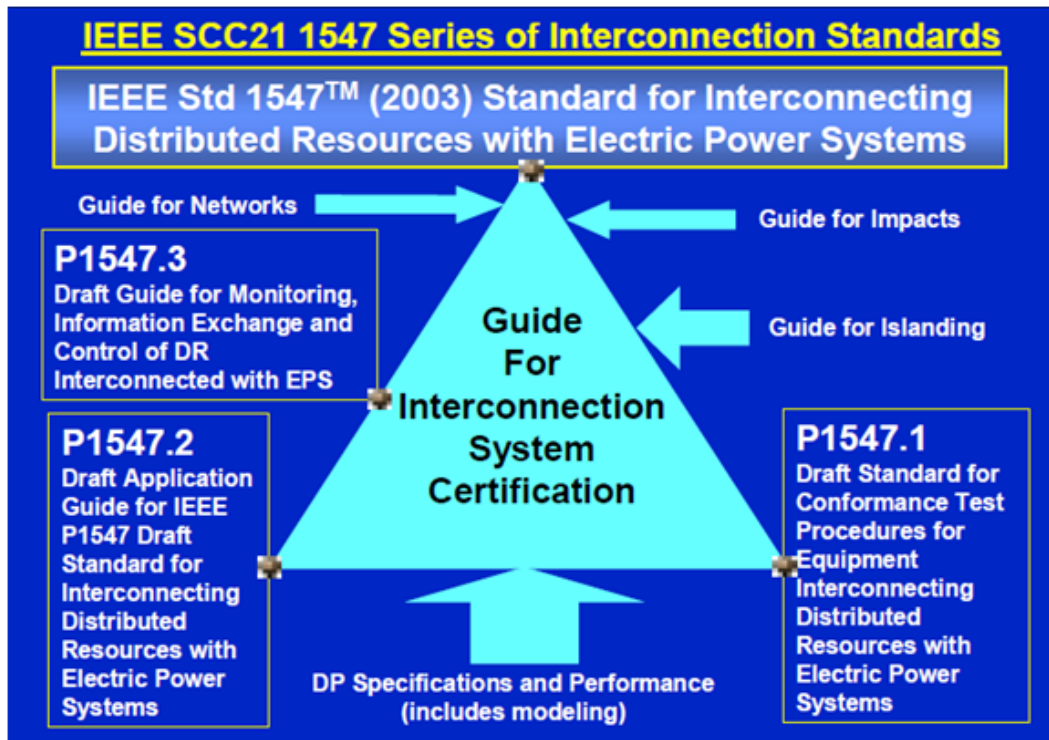 IEEE SCC21 1547 Series of Interconnection Standards
IEEE Std 1547TM (2003) Standard for Interconnecting
Distributed Resources with Electric Power Systems
Guide for Networks
Guide for Impacts
P1547.3
Draft Guide for Monitoring,
Information Exchange and
Control of DR
Interconnected with EPS
Guide
For
Interconnection
System
Certification
Guide for Islanding
P1547.2
Draft Application
Guide for IEEE
P1547 Draft
Standard for
Interconnecting
Distributed
Resources with
Electric Power
Systems
P1547.1
Draft Standard for
Conformance Test
Procedures for
Equipment
Interconnecting
Distributed
Resources with
Electric Power
Systems
DP Specifications and Performance
(includes modeling)